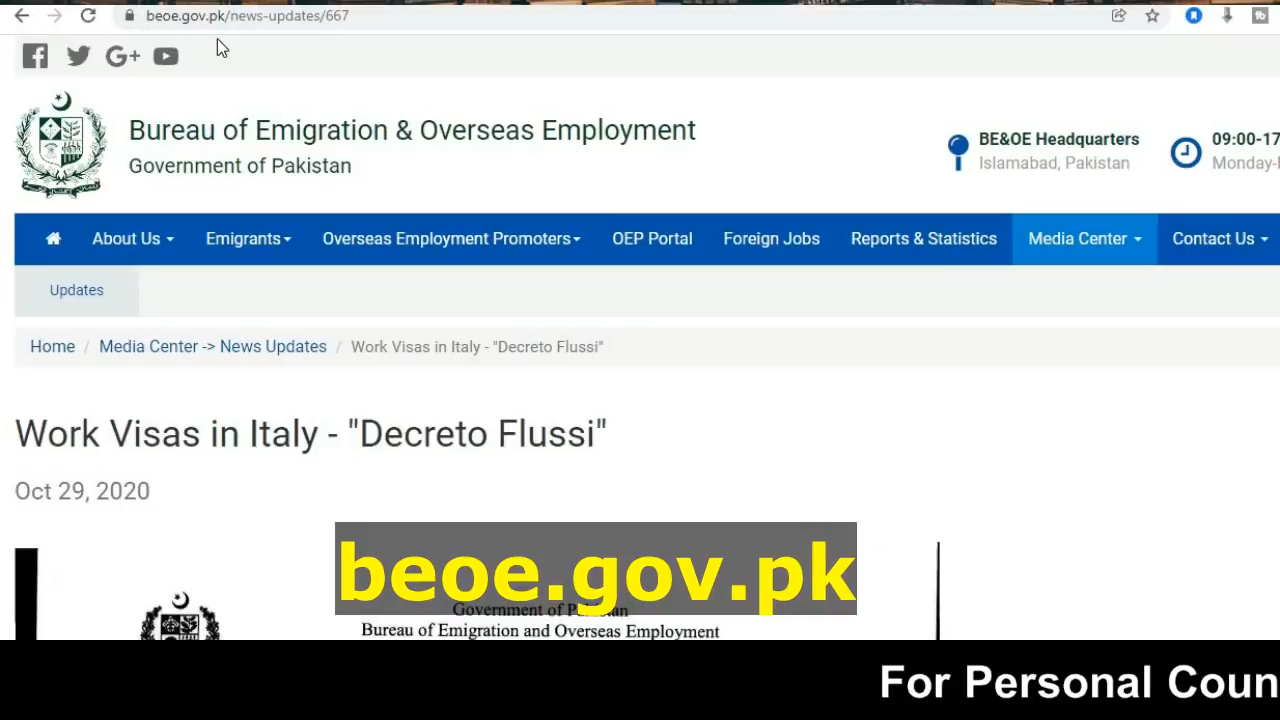 beoe.gov.pk/news-updates/667
G+
Bureau of Emigration & Overseas Employment
Government of Pakistan
BE&OE Headquarters
Islamabad, Pakistan
09:00-17
Monday-
About Us
Emigrants
Overseas Employment Promoters
OEP Portal
Foreign Jobs
Reports & Statistics
Media Center
Contact Us
Updates
Home / Media Center -> News Updates / Work Visas in Italy - "Decreto Flussi"
Work Visas in Italy - "Decreto Flussi"
Oct 29, 2020
beoe.gov.pk
Government of Pakistan
Bureau of Emigration and Overseas Employment
For Personal Coun